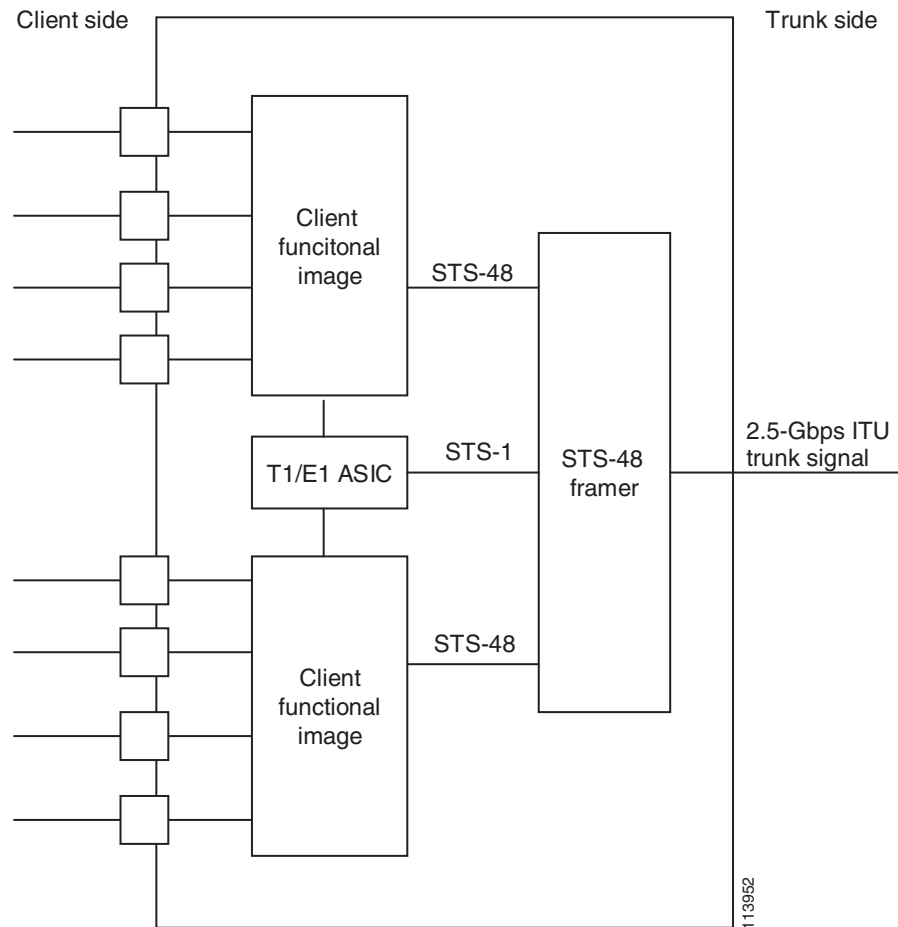 Client side
Trunk side
Client
funcitonal
image
STS-48
T1/E1 ASIC
STS-1
STS-48
framer
2.5-Gbps ITU
trunk signal
Client
functional
image
STS-48
113952